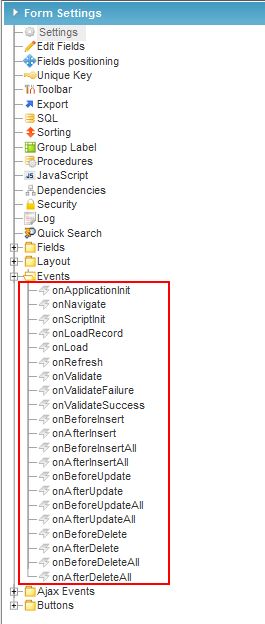 Form Settings
Settings
Edit Fields
Fields positioning
Unique Key
Toolbar
Export
SQL
Sorting
Group Label
Procedures
JavaScript
Dependencies
Security
Log
Quick Search
Fields
Layout
Events
onApplicationInit
onNavigate
onScriptInit
onLoadRecord
onLoad
onRefresh
onValidate
onValidateFailure
onValidateSuccess
onBeforeInsert
onAfterInsert
onBeforeInsertAll
onAfterInsertAll
onBeforeUpdate
onAfterUpdate
onBeforeUpdateAll
onAfterUpdateAll
onBeforeDelete
onAfterDelete
onBeforeDeleteAll
onAfterDeleteAll
Ajax Events
Buttons